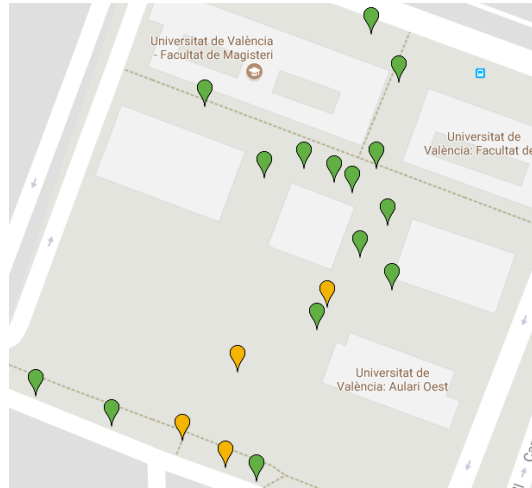 Universitat de València
- Facultat de Magisteri
Universitat de
València: Facultat de
Universitat de
València: Aulari Oest